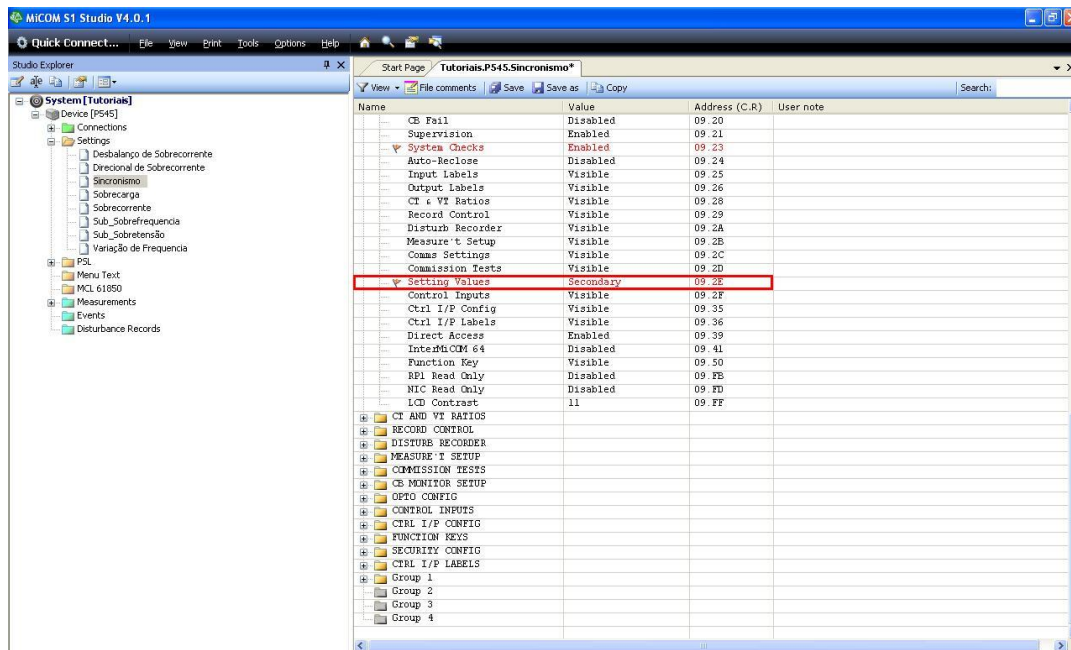 MiCOM S1 Studio V4.0.1
Quick Connect... File View Print Tools Options Help
Studio Explorer
System [Tutoriais]
Device [P545]
Connections
Settings
Desbalanço de Sobrecorrente
Direcional de Sobrecorrente
Sincronismo
Sobrecarga
Sobrecorrente
Sub_Sobrefrequencia
Sub_Sobretensão
Variação de Frequencia
PSL
Menu Text
MCL 61850
Measurements
Events
Disturbance Records
Start Page Tutoriais.P545.Sincronismo*
View File comments Save Save as Copy Search:
Name Value Address (C.R) User note
CB Fail Disabled 09.20
Supervision Enabled 09.21
System Checks Enabled 09.23
Auto-Reclose Disabled 09.24
Input Labels Visible 09.25
Output Labels Visible 09.26
CT & VT Ratios Visible 09.28
Record Control Visible 09.29
Disturb Recorder Visible 09.2A
Measure't Setup Visible 09.2B
Comms Settings Visible 09.2C
Commission Tests Visible 09.2D
Setting Values Secondary 09.2E
Control Inputs Visible 09.2F
Ctrl I/P Config Visible 09.35
Ctrl I/P Labels Visible 09.36
Direct Access Enabled 09.39
InterMiCOM 64 Disabled 09.41
Function Key Visible 09.50
RP1 Read Only Disabled 09.FB
NIC Read Only Disabled 09.FD
LCD Contrast 11 09.FF
CT AND VT RATIOS
RECORD CONTROL
DISTURB RECORDER
MEASURE'T SETUP
COMMISSION TESTS
CB MONITOR SETUP
OPTO CONFIG
CONTROL INPUTS
CTRL I/P CONFIG
FUNCTION KEYS
SECURITY CONFIG
CTRL I/P LABELS
Group 1
Group 2
Group 3
Group 4